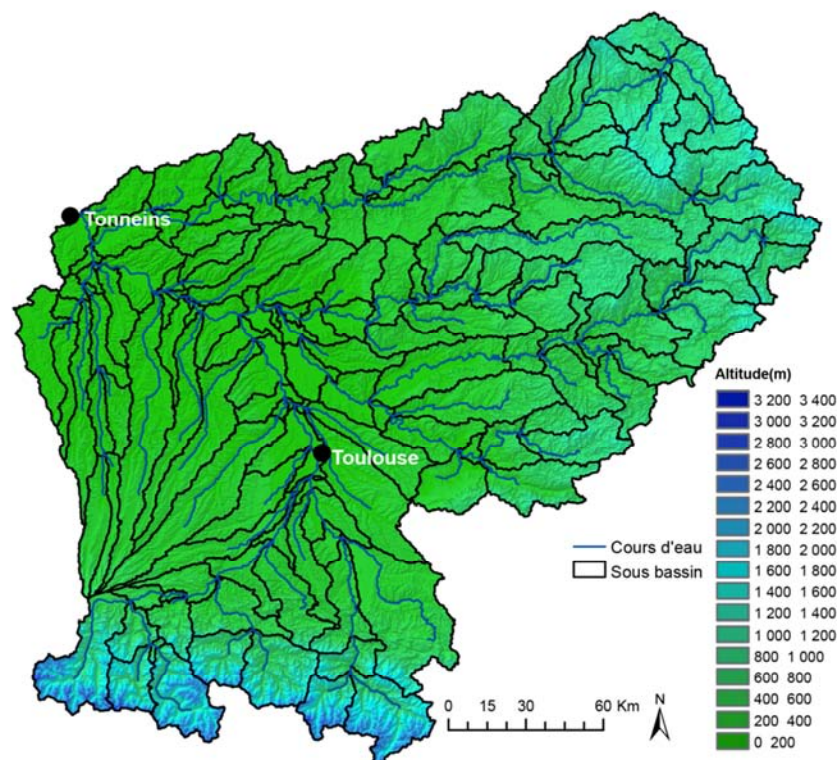 Tonneins
Toulouse
Altitude(m)
3 200 3 400
3 000 3 200
2 800 3 000
2 600 2 800
2 400 2 600
2 200 2 400
2 000 2 200
1 800 2 000
1 600 1 800
1 400 1 600
1 200 1 400
1 000 1 200
800 1 000
600 800
400 600
200 400
0 200
Cours d'eau
Sous bassin
0 15 30 60 Km
N